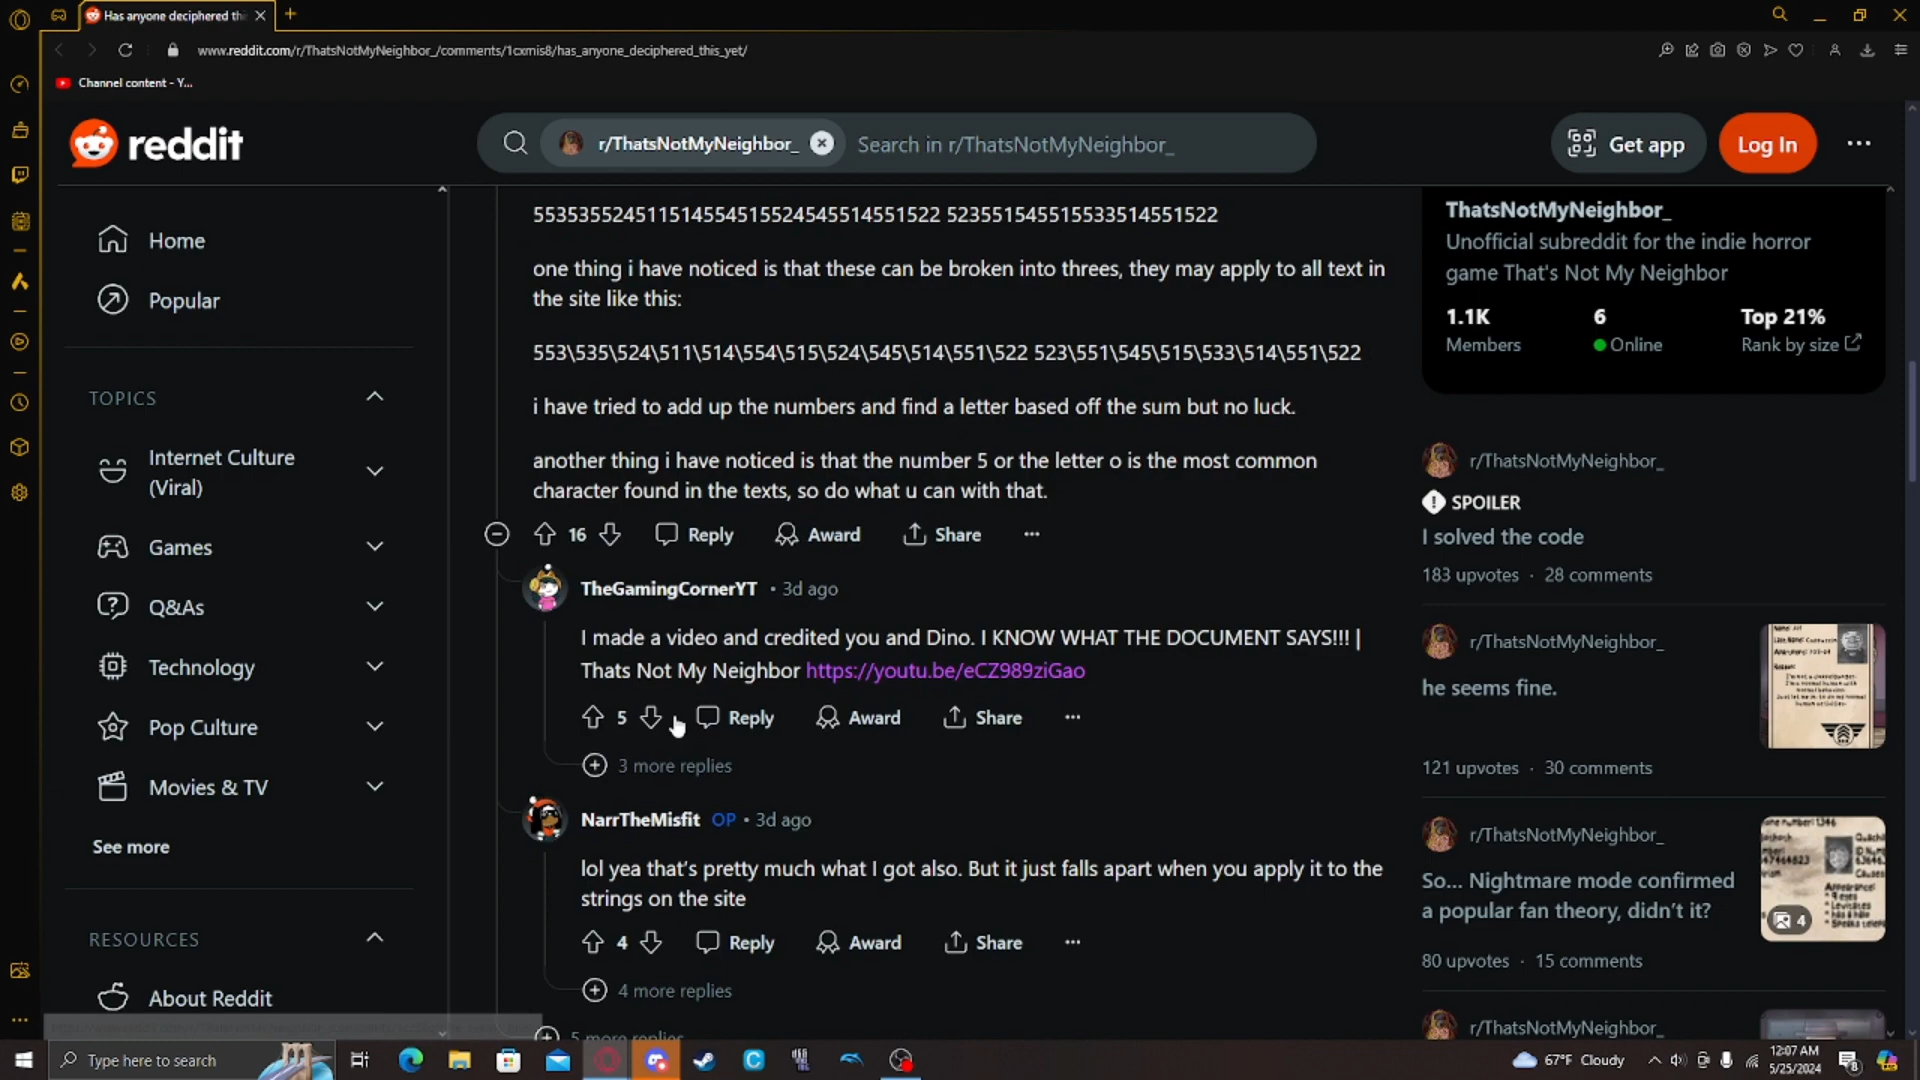 Has anyone deciphered thi
www.reddit.com/r/ThatsNotMyNeighbor_/comments/1cxmis8/has_anyone_deciphered_this_yet/
Channel content - Y...
reddit
r/ThatsNotMyNeighbor_
Search in r/ThatsNotMyNeighbor_
Get app
Log In
Home
Popular
TOPICS
Internet Culture
(Viral)
Games
Q&As
Technology
Pop Culture
Movies & TV
See more
RESOURCES
About Reddit
553535524511514554515524545514551522 523551545515533514551522
one thing i have noticed is that these can be broken into threes, they may apply to all text in
the site like this:
553\535\524\511\514\554\515\524\545\514\551\522 523\551\545\515\533\514\551\522
i have tried to add up the numbers and find a letter based off the sum but no luck.
another thing i have noticed is that the number 5 or the letter o is the most common
character found in the texts, so do what u can with that.
16 Reply Award Share
TheGamingCornerYT • 3d ago
I made a video and credited you and Dino. I KNOW WHAT THE DOCUMENT SAYS!!! |
Thats Not My Neighbor https://youtu.be/eCZ989ziGao
5 Reply Award Share
3 more replies
NarrTheMisfit OP • 3d ago
lol yea that's pretty much what I got also. But it just falls apart when you apply it to the
strings on the site
4 Reply Award Share
4 more replies
5 more replies
ThatsNotMyNeighbor_
Unofficial subreddit for the indie horror
game That's Not My Neighbor
1.1K 6 Top 21%
Members Online Rank by size
r/ThatsNotMyNeighbor_
SPOILER
I solved the code
183 upvotes · 28 comments
r/ThatsNotMyNeighbor_
he seems fine.
121 upvotes · 30 comments
r/ThatsNotMyNeighbor_
So... Nightmare mode confirmed
a popular fan theory, didn't it?
4
80 upvotes · 15 comments
r/ThatsNotMyNeighbor_
Type here to search
67°F Cloudy
12:07 AM
5/25/2024
8